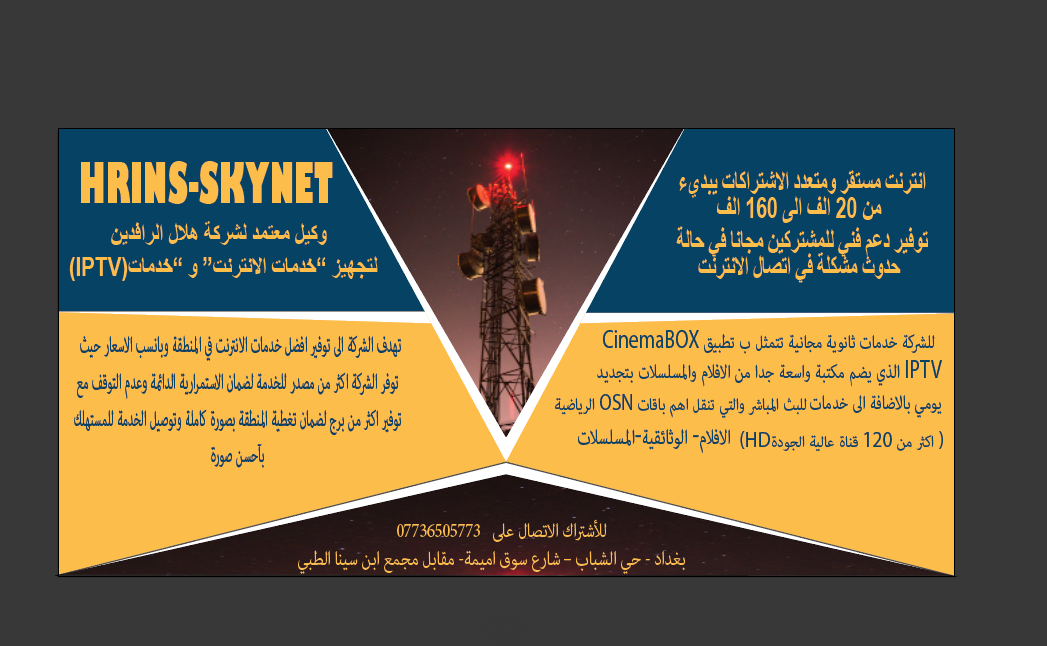 HRINS-SKYNET
وكيل معتمد لشركة هلال الرافدين
لتجهيز “خدمات الانترنت” و “خدمات(IPTV)
انترنت مستقر ومتعدد الاشتراكات يبديء
من 20 الف الى 160 الف
توفير دعم فني للمشتركين مجانا في حالة
حدوث مشكلة في اتصال الانترنت
تهدف الشركة الى توفير افضل خدمات الانترنت في المنطقة وبانسب الاسعار حيث
توفر الشركة اكثر من مصدر للخدمة لضمان الاستمرارية الدائمة وعدم التوقف مع
توفير اكثر من برج لضمان تغطية المنطقة بصورة كاملة وتوصيل الخدمة للمستهلك
بآحسن صورة
للشركة خدمات ثانوية مجانية تتمثل ب تطبيق CinemaBOX
IPTV الذي يضم مكتبة واسعة جدا من الافلام والمسلسلات بتجديد
يومي بالاضافة الى خدمات للبث المباشر والتي تنقل اهم باقات OSN الرياضية
( اكثر من 120 قناة عالية الجودةHD) الافلام- الوثائقية-المسلسلات
للأشتراك الاتصال على 07736505773
بغداد - حي الشباب – شارع سوق اميمة- مقابل مجمع ابن سينا الطبي